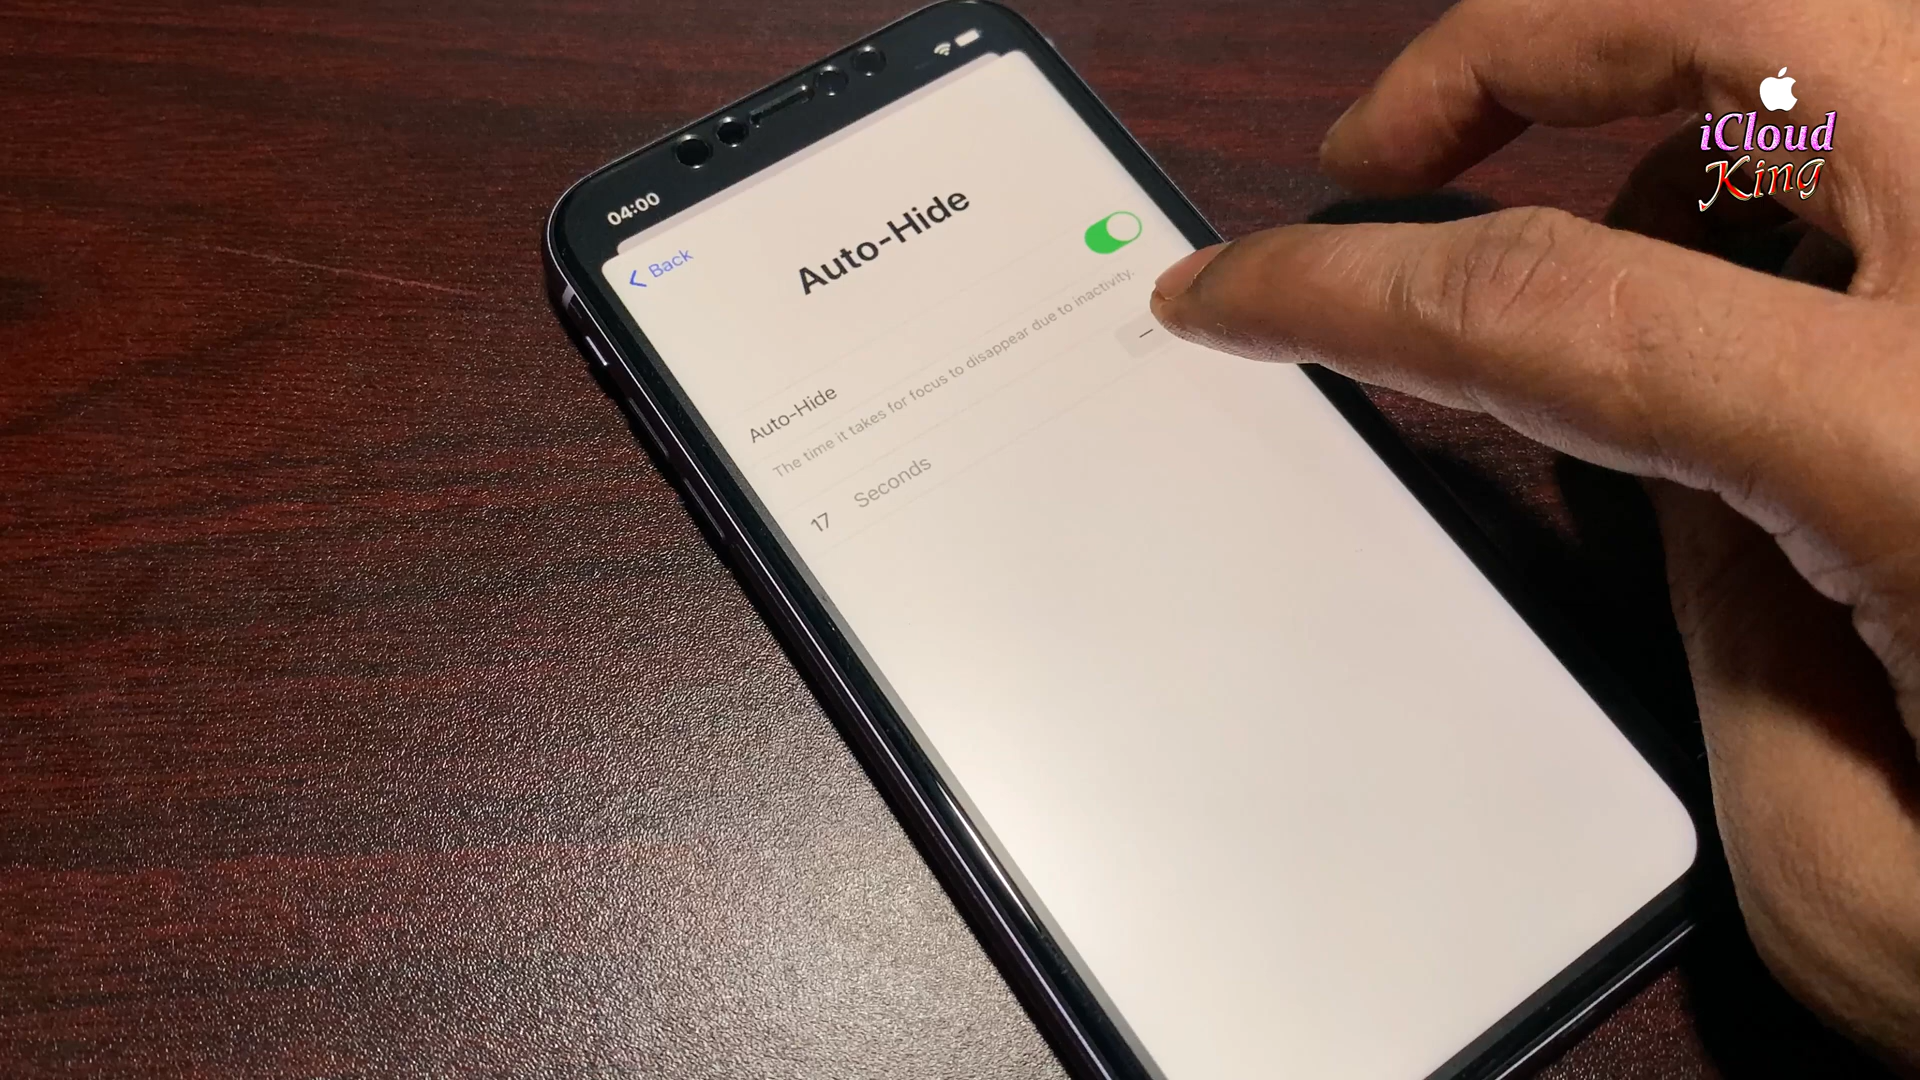 iCloud
King
04:00
Back
Auto-Hide
Auto-Hide
The time it takes for focus to disappear due to inactivity.
17 Seconds